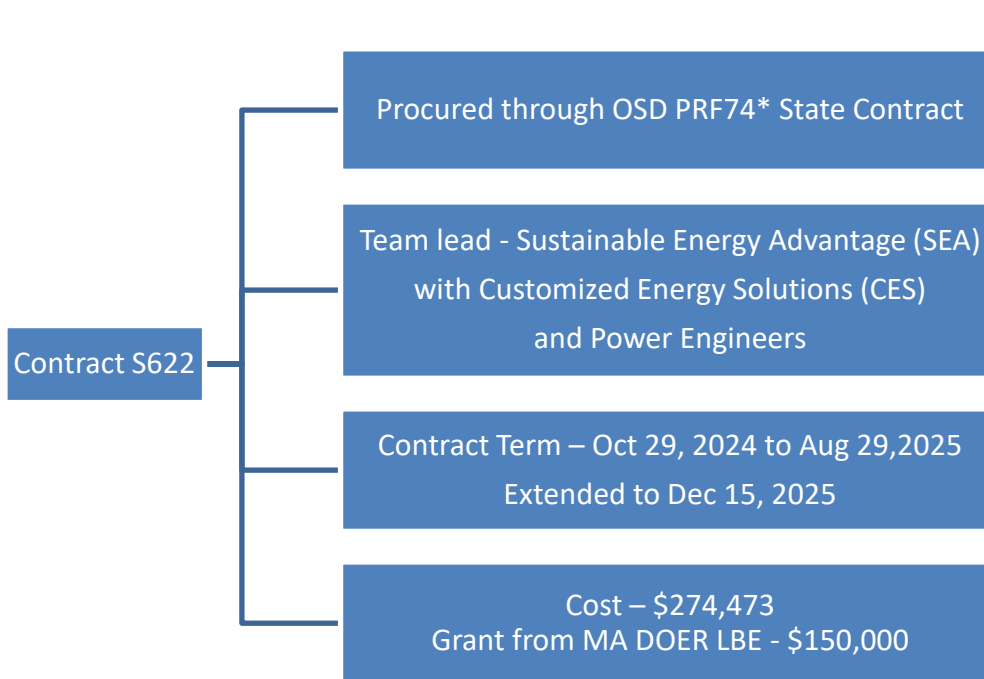 Procured through OSD PRF74* State Contract
Team lead - Sustainable Energy Advantage (SEA)
with Customized Energy Solutions (CES)
and Power Engineers
Contract S622
Contract Term – Oct 29, 2024 to Aug 29,2025
Extended to Dec 15, 2025
Cost – $274,473
Grant from MA DOER LBE - $150,000